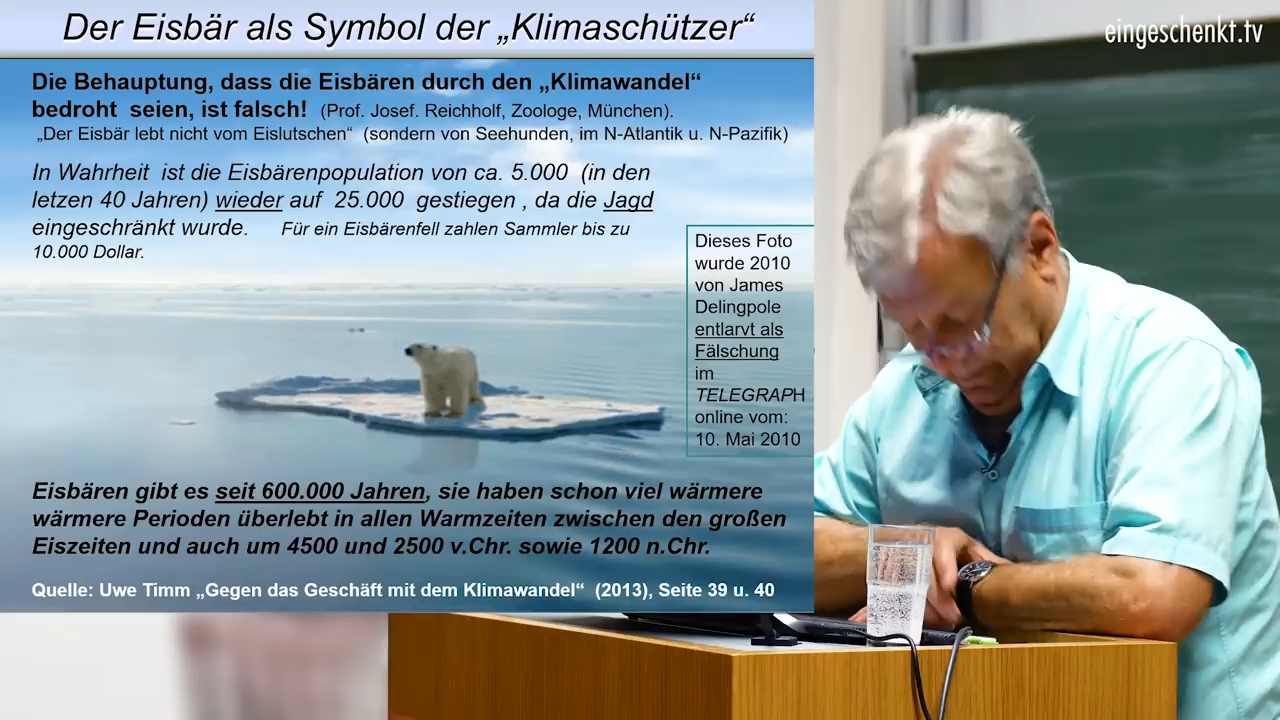 Der Eisbär als Symbol der „Klimaschützer“
eingeschenkt.tv
Die Behauptung, dass die Eisbären durch den „Klimawandel“
bedroht seien, ist falsch! (Prof. Josef. Reichholf, Zoologe, München).
„Der Eisbär lebt nicht vom Eislutschen“ (sondern von Seehunden, im N-Atlantik u. N-Pazifik)
In Wahrheit ist die Eisbärenpopulation von ca. 5.000 (in den
letzen 40 Jahren) wieder auf 25.000 gestiegen , da die Jagd
eingeschränkt wurde. Für ein Eisbärenfell zahlen Sammler bis zu
10.000 Dollar.
Dieses Foto
wurde 2010
von James
Delingpole
entlarvt als
Fälschung
im
TELEGRAPH
online vom:
10. Mai 2010
Eisbären gibt es seit 600.000 Jahren, sie haben schon viel wärmere
wärmere Perioden überlebt in allen Warmzeiten zwischen den großen
Eiszeiten und auch um 4500 und 2500 v.Chr. sowie 1200 n.Chr.
Quelle: Uwe Timm „Gegen das Geschäft mit dem Klimawandel“ (2013), Seite 39 u. 40